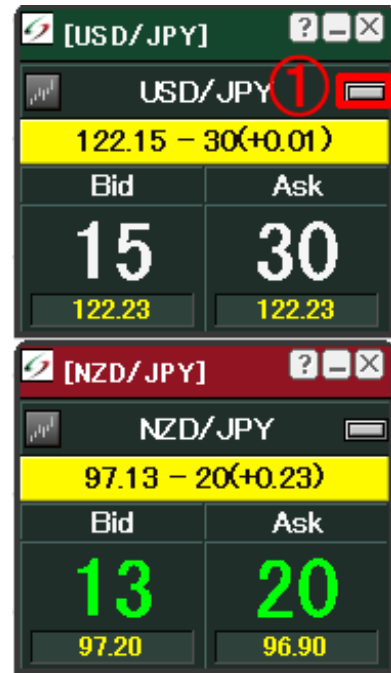 [USD/JPY] ?
USD/JPY ①
122.15 - 30(+0.01)
Bid Ask
15 30
122.23 122.23
[NZD/JPY] ?
NZD/JPY
97.13 - 20(+0.23)
Bid Ask
13 20
97.20 96.90